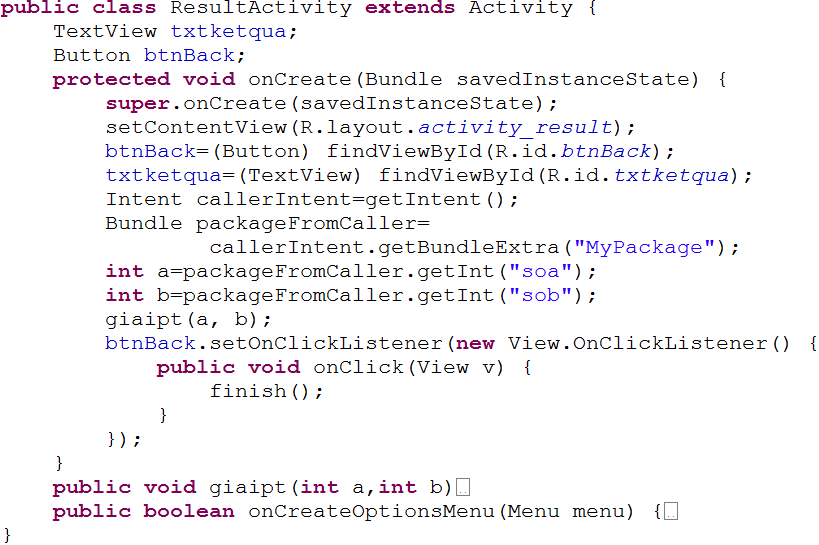 public class ResultActivity extends Activity {
    TextView txtketqua;
    Button btnBack;
    protected void onCreate(Bundle savedInstanceState) {
        super.onCreate(savedInstanceState);
        setContentView(R.layout.activity_result);
        btnBack=(Button) findViewById(R.id.btnBack);
        txtketqua=(TextView) findViewById(R.id.txtketqua);
        Intent callerIntent=getIntent();
        Bundle packageFromCaller=
                callerIntent.getBundleExtra("MyPackage");
        int a=packageFromCaller.getInt("soa");
        int b=packageFromCaller.getInt("sob");
        giaipt(a, b);
        btnBack.setOnClickListener(new View.OnClickListener() {
            public void onClick(View v) {
                finish();
            }
        });
    }
    public void giaipt(int a,int b)..
    public boolean onCreateOptionsMenu(Menu menu) {..
}